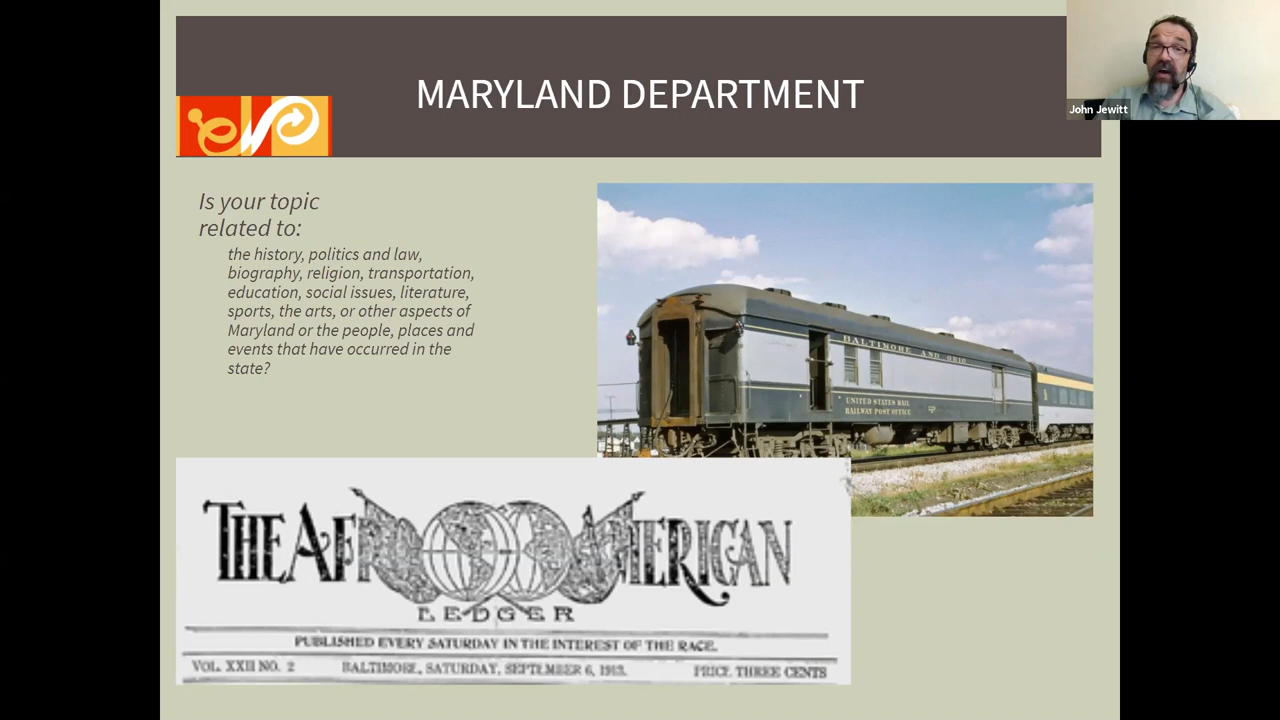 MARYLAND DEPARTMENT
John Jewitt
Is your topic
related to:
the history, politics and law,
biography, religion, transportation,
education, social issues, literature,
sports, the arts, or other aspects of
Maryland or the people, places and
events that have occurred in the
state?
BALTIMORE AND OHIO
UNITED STATES MAIL
RAILWAY POST OFFICE
THE AFRO AMERICAN
LEDGER
PUBLISHED EVERY SATURDAY IN THE INTEREST OF THE RACE.
VOL. XXII NO. 2 BALTIMORE, SATURDAY, SEPTEMBER 6, 1913. PRICE THREE CENTS